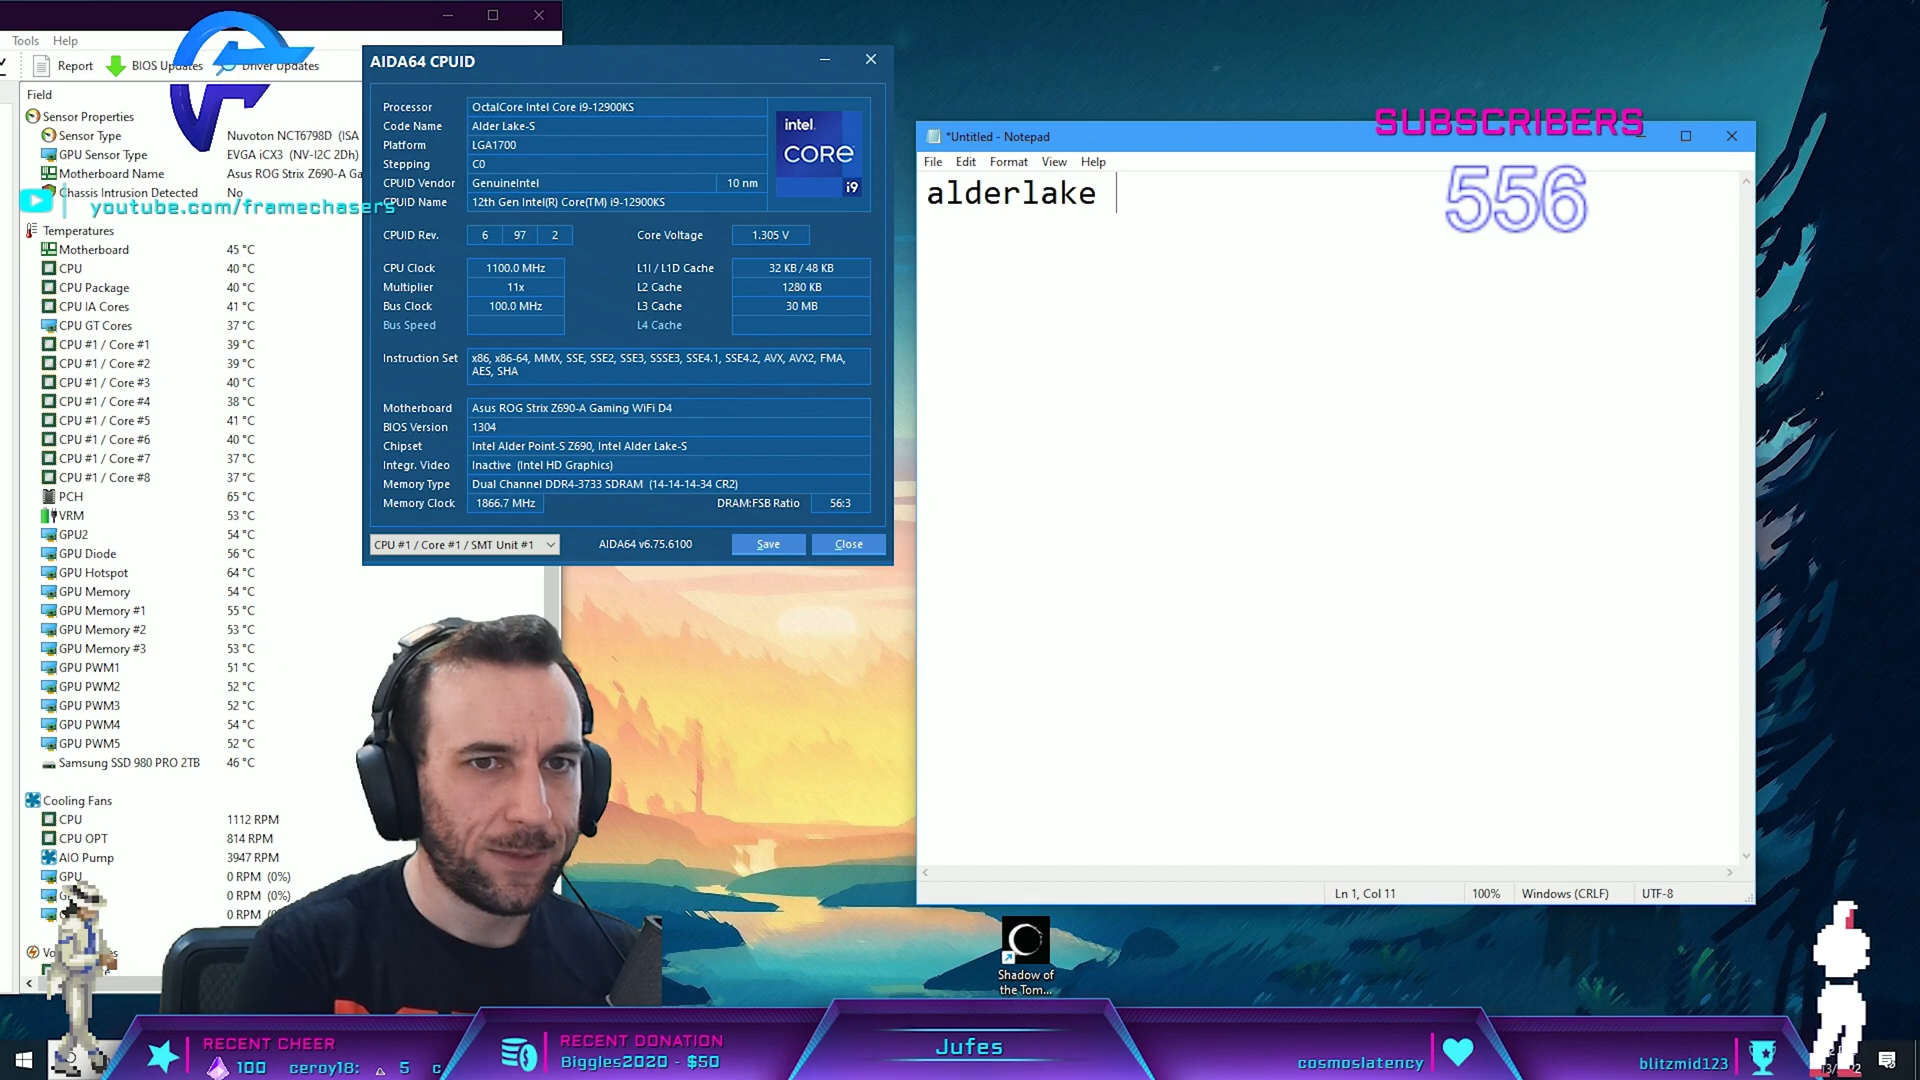 Tools Help
Report BIOS Updates Driver Updates
Field
Sensor Properties
Sensor Type Nuvoton NCT6798D (ISA
GPU Sensor Type EVGA iCX3 (NV-I2C 2Dh)
Motherboard Name Asus ROG Strix Z690-A Ga
Chassis Intrusion Detected No
youtube.com/framechasers
Temperatures
Motherboard 45 °C
CPU 40 °C
CPU Package 40 °C
CPU IA Cores 41 °C
CPU GT Cores 37 °C
CPU #1 / Core #1 39 °C
CPU #1 / Core #2 39 °C
CPU #1 / Core #3 40 °C
CPU #1 / Core #4 38 °C
CPU #1 / Core #5 41 °C
CPU #1 / Core #6 40 °C
CPU #1 / Core #7 37 °C
CPU #1 / Core #8 37 °C
PCH 65 °C
VRM 53 °C
GPU2 54 °C
GPU Diode 56 °C
GPU Hotspot 64 °C
GPU Memory 54 °C
GPU Memory #1 55 °C
GPU Memory #2 53 °C
GPU Memory #3 53 °C
GPU PWM1 51 °C
GPU PWM2 52 °C
GPU PWM3 52 °C
GPU PWM4 54 °C
GPU PWM5 52 °C
Samsung SSD 980 PRO 2TB 46 °C
Cooling Fans
CPU 1112 RPM
CPU OPT 814 RPM
AIO Pump 3947 RPM
GPU 0 RPM (0%)
0 RPM (0%)
0 RPM (0%)
AIDA64 CPUID
Processor OctalCore Intel Core i9-12900KS
Code Name Alder Lake-S
Platform LGA1700
Stepping C0
CPUID Vendor GenuineIntel 10 nm
CPUID Name 12th Gen Intel(R) Core(TM) i9-12900KS
intel.
CORE
i9
CPUID Rev. 6 97 2 Core Voltage 1.305 V
CPU Clock 1100.0 MHz L1I / L1D Cache 32 KB / 48 KB
Multiplier 11x L2 Cache 1280 KB
Bus Clock 100.0 MHz L3 Cache 30 MB
Bus Speed L4 Cache
Instruction Set x86, x86-64, MMX, SSE, SSE2, SSE3, SSSE3, SSE4.1, SSE4.2, AVX, AVX2, FMA,
AES, SHA
Motherboard Asus ROG Strix Z690-A Gaming WiFi D4
BIOS Version 1304
Chipset Intel Alder Point-S Z690, Intel Alder Lake-S
Integr. Video Inactive (Intel HD Graphics)
Memory Type Dual Channel DDR4-3733 SDRAM (14-14-14-34 CR2)
Memory Clock 1866.7 MHz DRAM:FSB Ratio 56:3
CPU #1 / Core #1 / SMT Unit #1 AIDA64 v6.75.6100 Save Close
SUBSCRIBERS
556
*Untitled - Notepad
File Edit Format View Help
alderlake
Ln 1, Col 11 100% Windows (CRLF) UTF-8
Shadow of
the Tom...
RECENT CHEER
100 ceroy18: 5 c
RECENT DONATION
Biggles2020 - $50
Jufes
cosmoslatency
blitzmid123